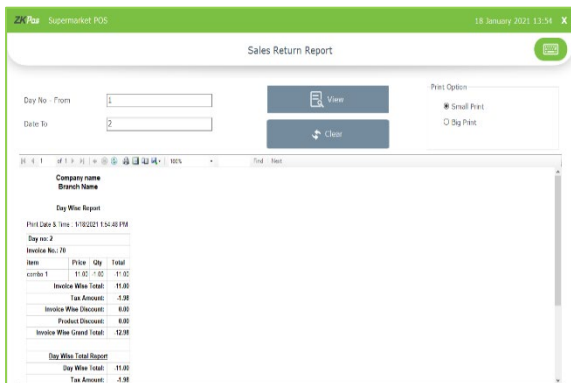 ZKPos Supermarket POS 18 January 2021 13:54 X
Sales Return Report
Day No - From 1
Date To 2
View
Clear
Print Option
Small Print
Big Print
1 of 1 100% Find Next
Company name
Branch Name
Day Wise Report
Print Date & Time : 1/18/2021 1:54:48 PM
Day no: 2
Invoice No.: 70
Item Price Qty Total
combo 1 11.00 -1.00 -11.00
Invoice Wise Total: -11.00
Tax Amount: -1.98
Invoice Wise Discount: 0.00
Product Discount: 0.00
Invoice Wise Grand Total: -12.98
Day Wise Total Report
Day Wise Total: -11.00
Tax Amount: -1.98